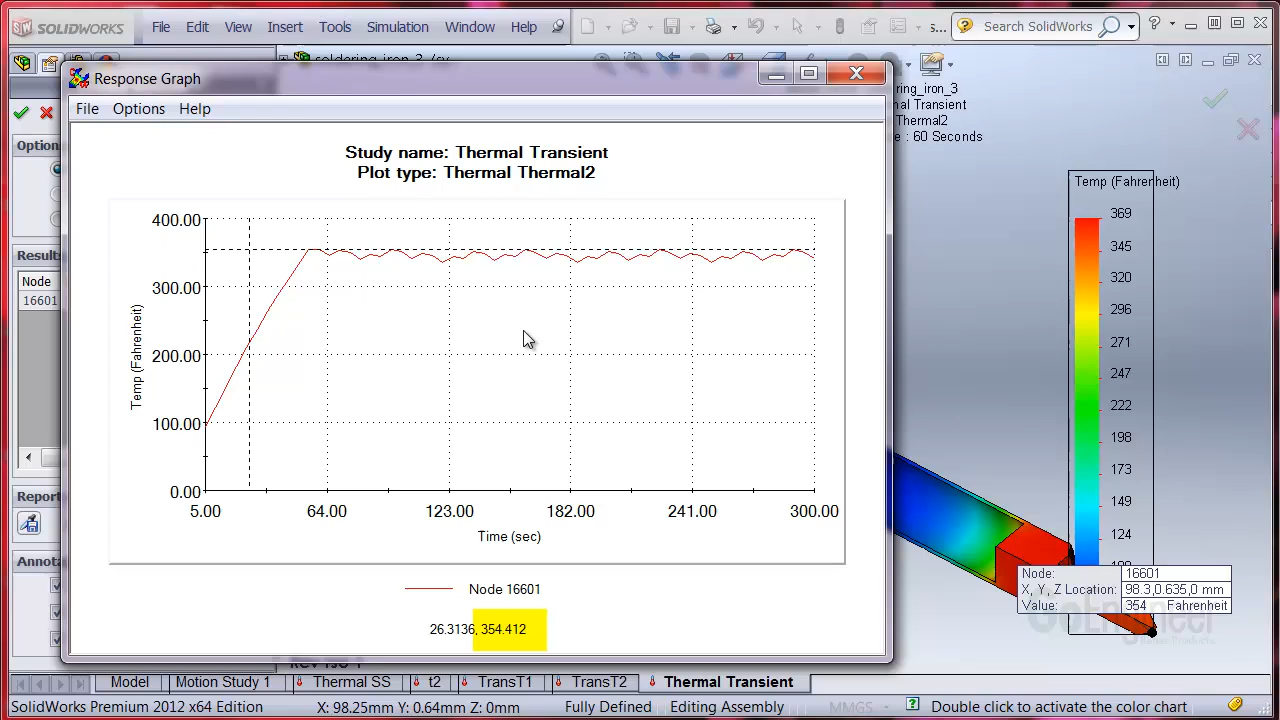 SOLIDWORKS File Edit View Insert Tools Simulation Window Help s... Search SolidWorks ?
Response Graph
File Options Help
Study name: Thermal Transient
Plot type: Thermal Thermal2
400.00
300.00
200.00
100.00
0.00
Temp (Fahrenheit)
5.00 64.00 123.00 182.00 241.00 300.00
Time (sec)
Node 16601
26.3136, 354.412
Option
Results
Node
16601
Report
Annota
ring_iron_3
nal Transient
Thermal2
e : 60 Seconds
Temp (Fahrenheit)
369
345
320
296
271
247
222
198
173
149
124
Node: 16601
X, Y, Z Location: 98.3,0.635,0 mm
Value: 354 Fahrenheit
GoEngineer
Model Motion Study 1 Thermal SS t2 TransT1 TransT2 Thermal Transient
SolidWorks Premium 2012 x64 Edition X: 98.25mm Y: 0.64mm Z: 0mm Fully Defined Editing Assembly MMGS ? Double click to activate the color chart